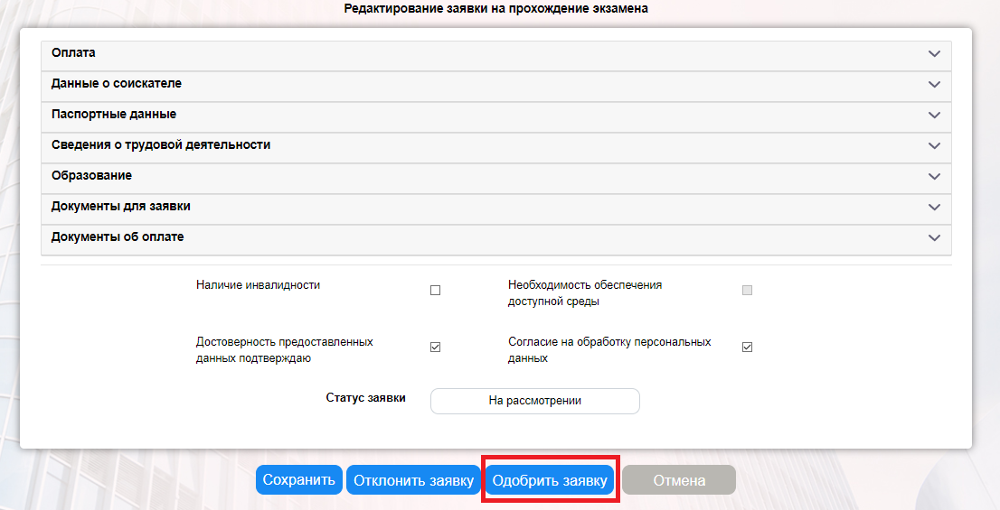 Редактирование заявки на прохождение экзамена
Оплата
Данные о соискателе
Паспортные данные
Сведения о трудовой деятельности
Образование
Документы для заявки
Документы об оплате
Наличие инвалидности
Необходимость обеспечения
доступной среды
Достоверность предоставленных
данных подтверждаю
Согласие на обработку персональных
данных
Статус заявки
На рассмотрении
Сохранить
Отклонить заявку
Одобрить заявку
Отмена